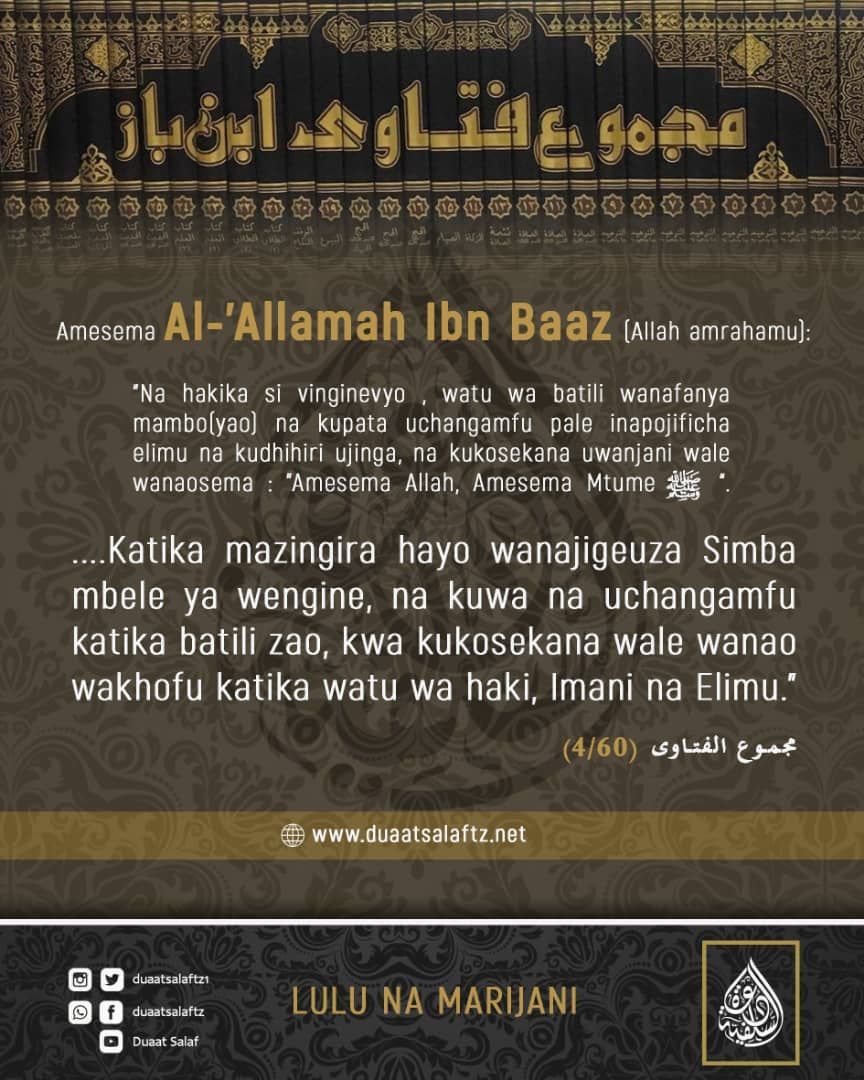 مجموع فتاوى ابن باز
Amesema Al-'Allamah Ibn Baaz (Allah amrahamu):
"Na hakika si vinginevyo , watu wa batili wanafanya
mambo(yao) na kupata uchangamfu pale inapojificha
elimu na kudhihiri ujinga, na kukosekana uwanjani wale
wanaosema : "Amesema Allah, Amesema Mtume ﷺ ".
....Katika mazingira hayo wanajigeuza Simba
mbele ya wengine, na kuwa na uchangamfu
katika batili zao, kwa kukosekana wale wanao
wakhofu katika watu wa haki, Imani na Elimu."
مجموع الفتاوى (4/60)
www.duaatsalaftz.net
duaatsalaftz1
duaatsalaftz
Duaat Salaf
LULU NA MARIJANI